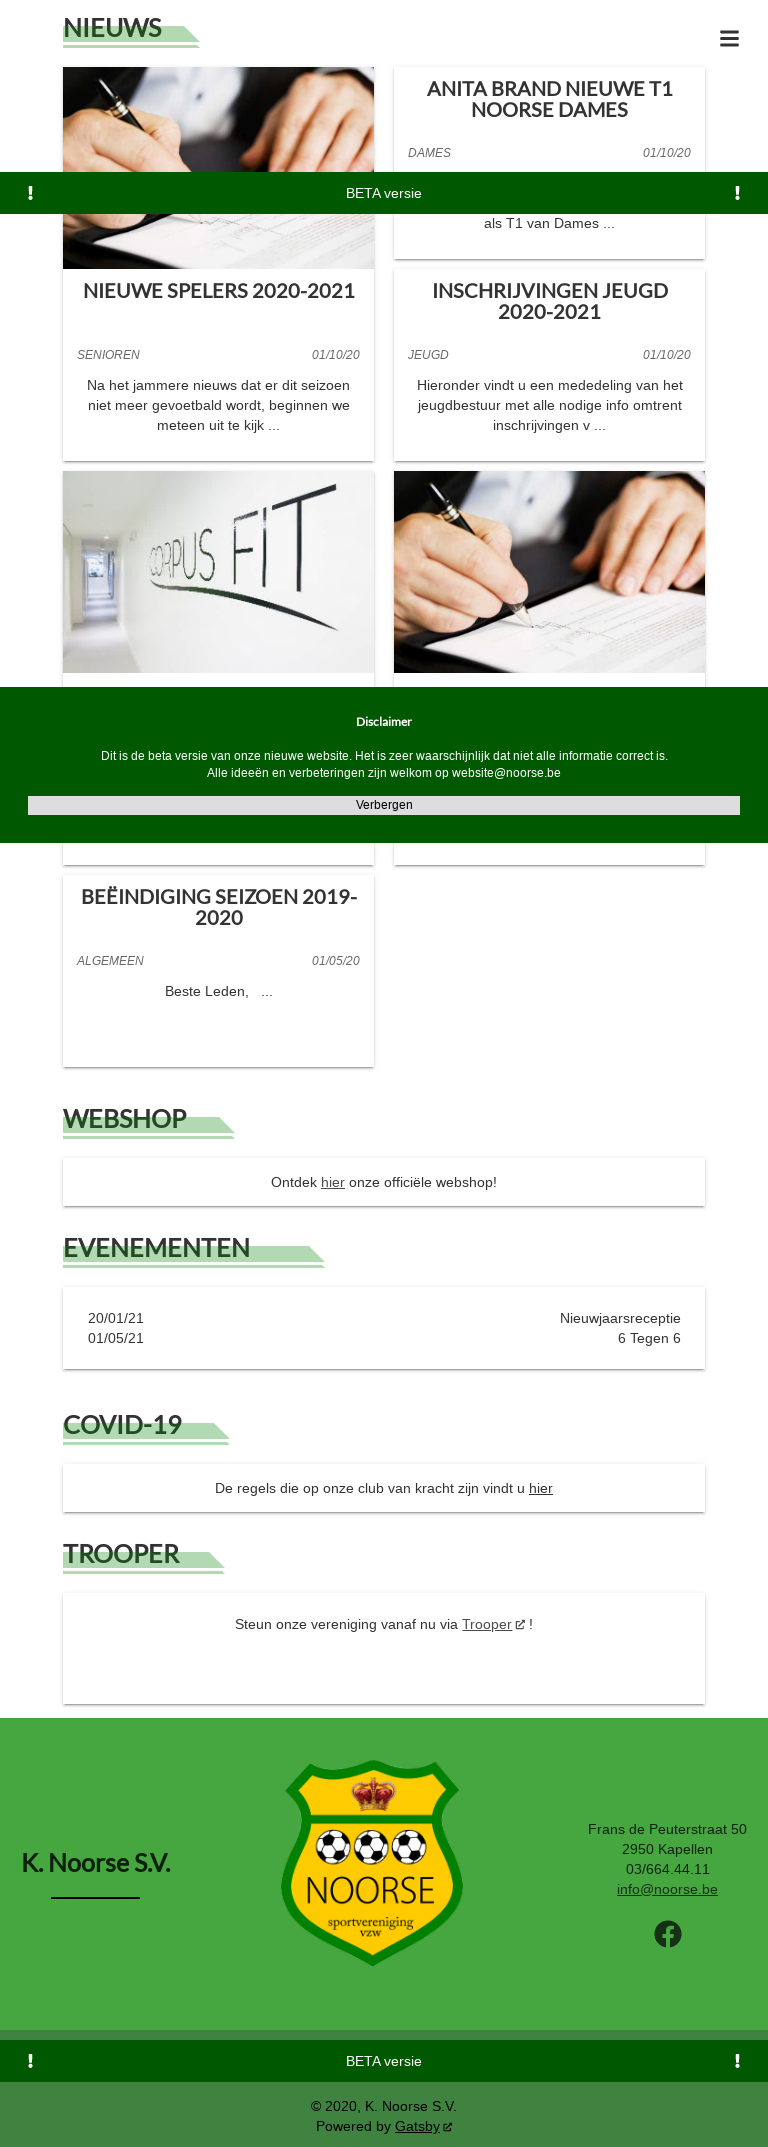 NIEUWS
ANITA BRAND NIEUWE T1
NOORSE DAMES
DAMES 01/10/20
! BETA versie !
als T1 van Dames ...
NIEUWE SPELERS 2020-2021
SENIOREN 01/10/20
Na het jammere nieuws dat er dit seizoen
niet meer gevoetbald wordt, beginnen we
meteen uit te kijk ...
INSCHRIJVINGEN JEUGD
2020-2021
JEUGD 01/10/20
Hieronder vindt u een mededeling van het
jeugdbestuur met alle nodige info omtrent
inschrijvingen v ...
CORPUS FIT
Disclaimer
Dit is de beta versie van onze nieuwe website. Het is zeer waarschijnlijk dat niet alle informatie correct is.
Alle ideeën en verbeteringen zijn welkom op website@noorse.be
Verbergen
BEËINDIGING SEIZOEN 2019-
2020
ALGEMEEN 01/05/20
Beste Leden, ...
WEBSHOP
Ontdek hier onze officiële webshop!
EVENEMENTEN
20/01/21 Nieuwjaarsreceptie
01/05/21 6 Tegen 6
COVID-19
De regels die op onze club van kracht zijn vindt u hier
TROOPER
Steun onze vereniging vanaf nu via Trooper !
K. Noorse S.V.
NOORSE
sportvereniging
vzw
Frans de Peuterstraat 50
2950 Kapellen
03/664.44.11
info@noorse.be
! BETA versie !
© 2020, K. Noorse S.V.
Powered by Gatsby